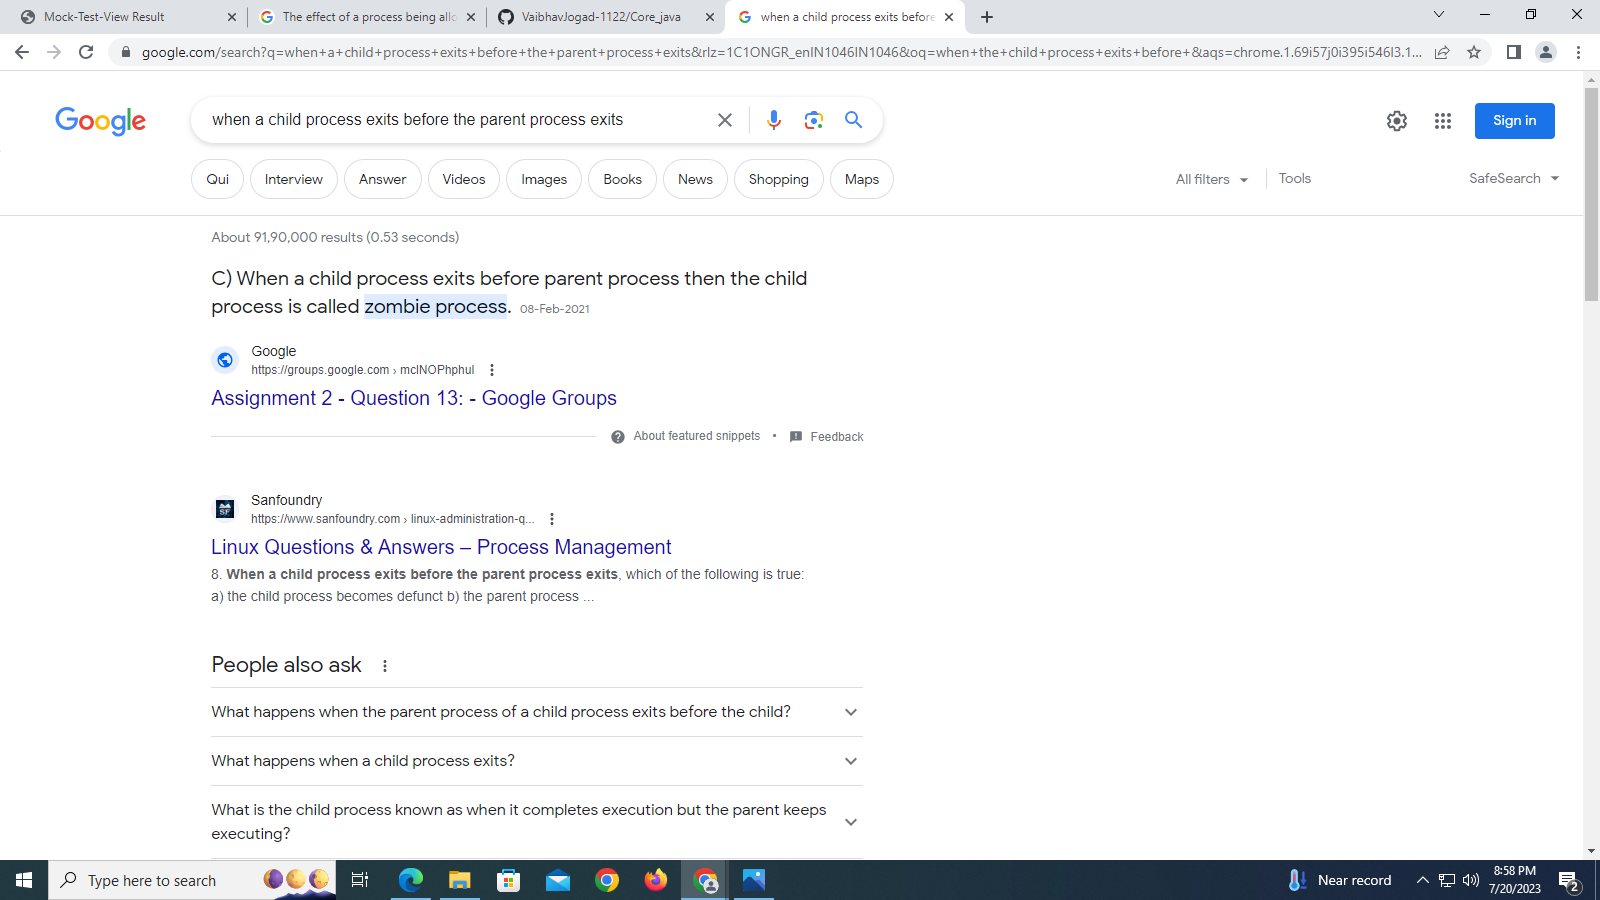 Mock-Test-View Result
The effect of a process being allo
VaibhavJogad-1122/Core_java
when a child process exits before
google.com/search?q=when+a+child+process+exits+before+the+parent+process+exits&rlz=1C1ONGR_enIN1046IN1046&oq=when+the+child+process+exits+before+&aqs=chrome.1.69i57j0i395i546l3.1...
Google
when a child process exits before the parent process exits
Sign in
Qui
Interview
Answer
Videos
Images
Books
News
Shopping
Maps
All filters
Tools
SafeSearch
About 91,90,000 results (0.53 seconds)
C) When a child process exits before parent process then the child
process is called zombie process. 08-Feb-2021
Google
https://groups.google.com › mclNOPhphul
Assignment 2 - Question 13: - Google Groups
About featured snippets • Feedback
SF
Sanfoundry
https://www.sanfoundry.com › linux-administration-q...
Linux Questions & Answers – Process Management
8. When a child process exits before the parent process exits, which of the following is true:
a) the child process becomes defunct b) the parent process ...
People also ask
What happens when the parent process of a child process exits before the child?
What happens when a child process exits?
What is the child process known as when it completes execution but the parent keeps
executing?
Type here to search
Near record
8:58 PM
7/20/2023
2